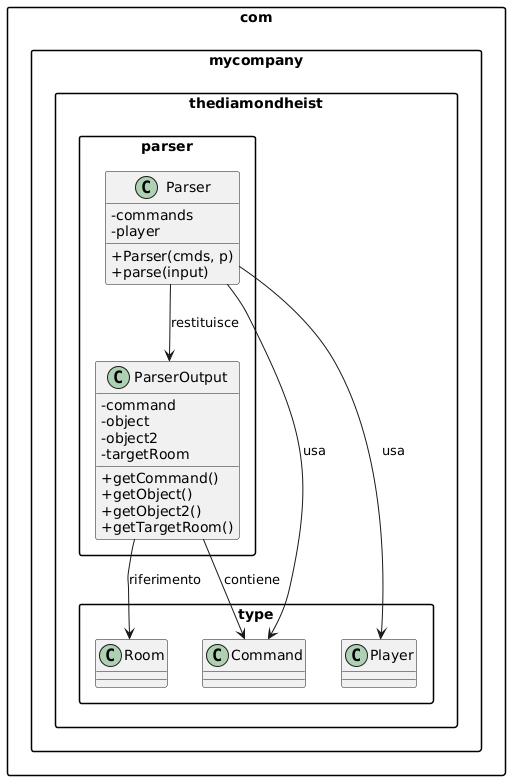 com
mycompany
thediamondheist
parser
C Parser
-commands
-player
+Parser(cmds, p)
+parse(input)
restituisce
C ParserOutput
-command
-object
-object2
-targetRoom
+getCommand()
+getObject()
+getObject2()
+getTargetRoom()
usa
usa
riferimento
contiene
type
C Room
C Command
C Player